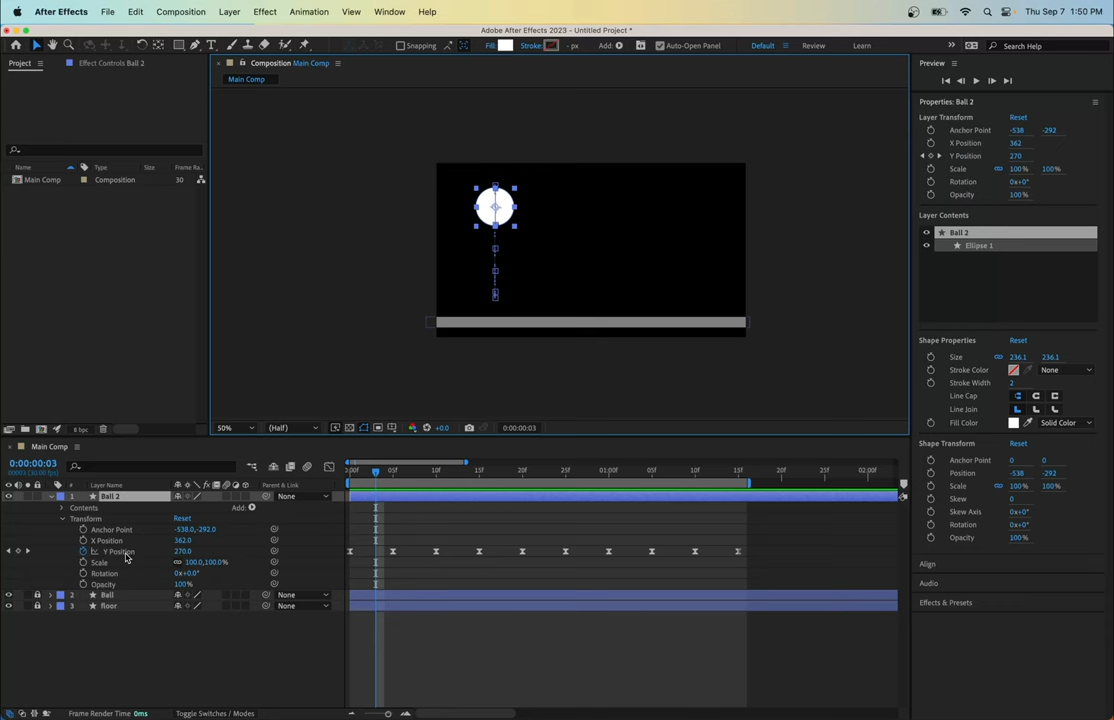 After Effects File Edit Composition Layer Effect Animation View Window Help Thu Sep 7 1:50 PM
Adobe After Effects 2023 - Untitled Project *
Snapping Fill: Stroke: - px Add: Auto-Open Panel Default Review Learn Search Help
Project Effect Controls Ball 2 Composition Main Comp Preview
Main Comp
Properties: Ball 2
Layer Transform Reset
Anchor Point -538 -292
X Position 362
Y Position 270
Scale 100% 100%
Rotation 0x+0°
Opacity 100%
Name Type Size Frame Ra..
Main Comp Composition 30
Layer Contents
Ball 2
Ellipse 1
Shape Properties Reset
Size 236.1 236.1
Stroke Color None
Stroke Width 2
Line Cap
Line Join
Fill Color Solid Color
8 bpc 50% (Half) +0.0 0:00:00:03
Shape Transform Reset
Anchor Point 0 0
Position -538 -292
Scale 100% 100%
Skew 0
Skew Axis 0x+0°
Rotation 0x+0°
Opacity 100%
Align
Audio
Effects & Presets
Main Comp
0:00:00:03
:00f 05f 10f 15f 20f 25f 01:00f 05f 10f 15f 20f 25f 02:00f
# Layer Name Parent & Link
1 Ball 2 None
Contents Add:
Transform Reset
Anchor Point -538.0,-292.0
X Position 362.0
Y Position 270.0
Scale 100.0,100.0%
Rotation 0x+0.0°
Opacity 100%
2 Ball None
3 floor None
Frame Render Time 0ms Toggle Switches / Modes